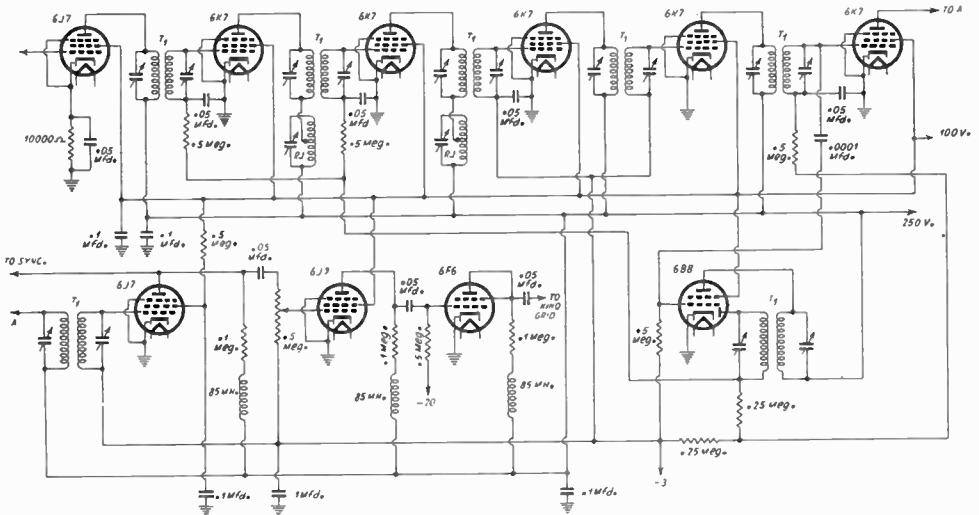 6J7
6K7
6K7
6K7
6K7
6K7
TO A
T1
T1
T1
T1
T1
.05 Mfd.
.05 Mfd.
.05 Mfd.
.05 Mfd.
10000Ω
.05 Mfd.
.5 Meg.
RJ
.5 Meg.
RJ
.5 Meg.
.0001 Mfd.
100 V.
.1 Mfd.
.1 Mfd.
.5 Meg.
250 V.
TO SYNC.
6J7
.05 Mfd.
6J7
.05 Mfd.
6F6
.05 Mfd.
TO KINO GRID
6B8
T1
A
T1
.1 Meg.
.5 Meg.
.1 Meg.
.5 Meg.
.1 Meg.
.5 Meg.
85 MH.
85 MH.
-20
85 MH.
.25 Meg.
.25 Meg.
-3
.1 Mfd.
.1 Mfd.
.1 Mfd.